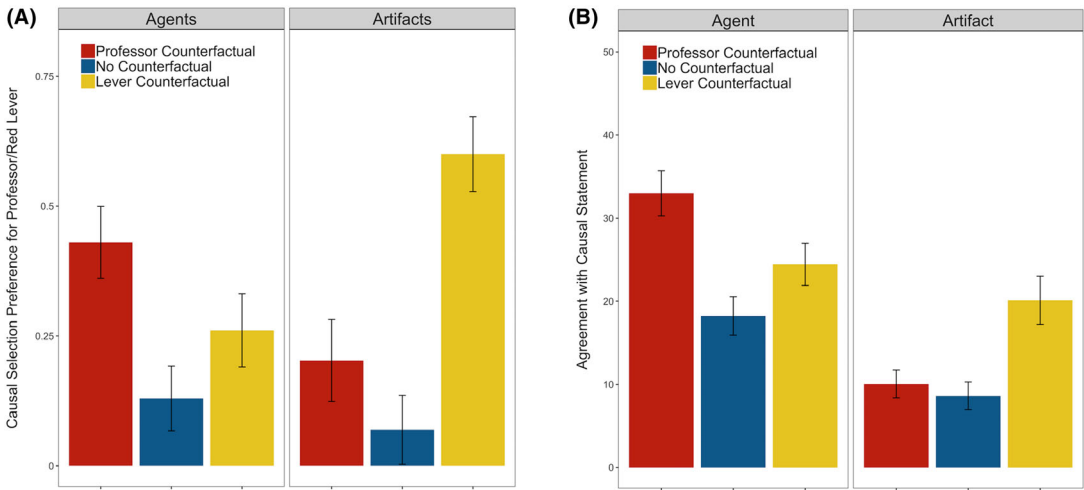 (A)
Agents
Artifacts
Professor Counterfactual
No Counterfactual
Lever Counterfactual
Causal Selection Preference for Professor/Red Lever
0.75
0.5
0.25
0
(B)
Agent
Artifact
Professor Counterfactual
No Counterfactual
Lever Counterfactual
Agreement with Causal Statement
50
40
30
20
10
0